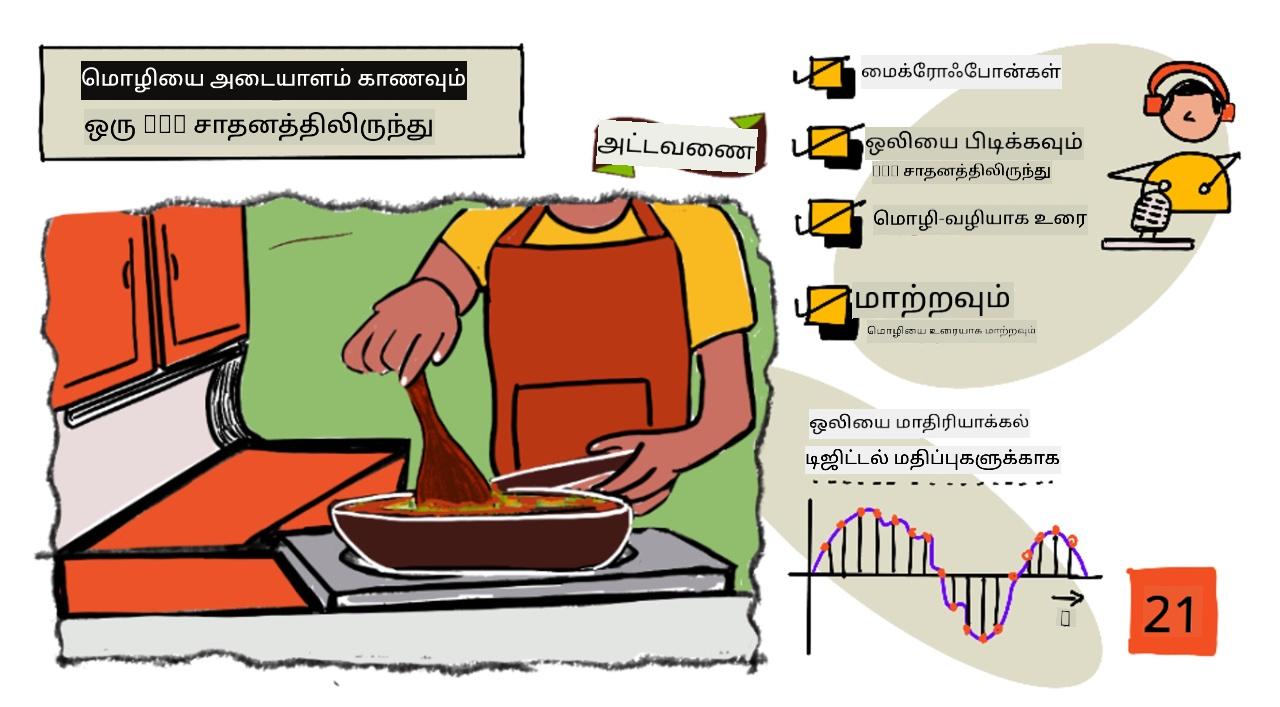 மொழியை அடையாளம் காணவும்
ஒரு சாதனத்திலிருந்து
அட்டவணை
மைக்ரோஃபோன்கள்
ஒலியை பிடிக்கவும்
சாதனத்திலிருந்து
மொழி-வழியாக உரை
மாற்றவும்
மொழியை உரையாக மாற்றவும்
ஒலியை மாதிரியாக்கல்
டிஜிட்டல் மதிப்புகளுக்காக
21